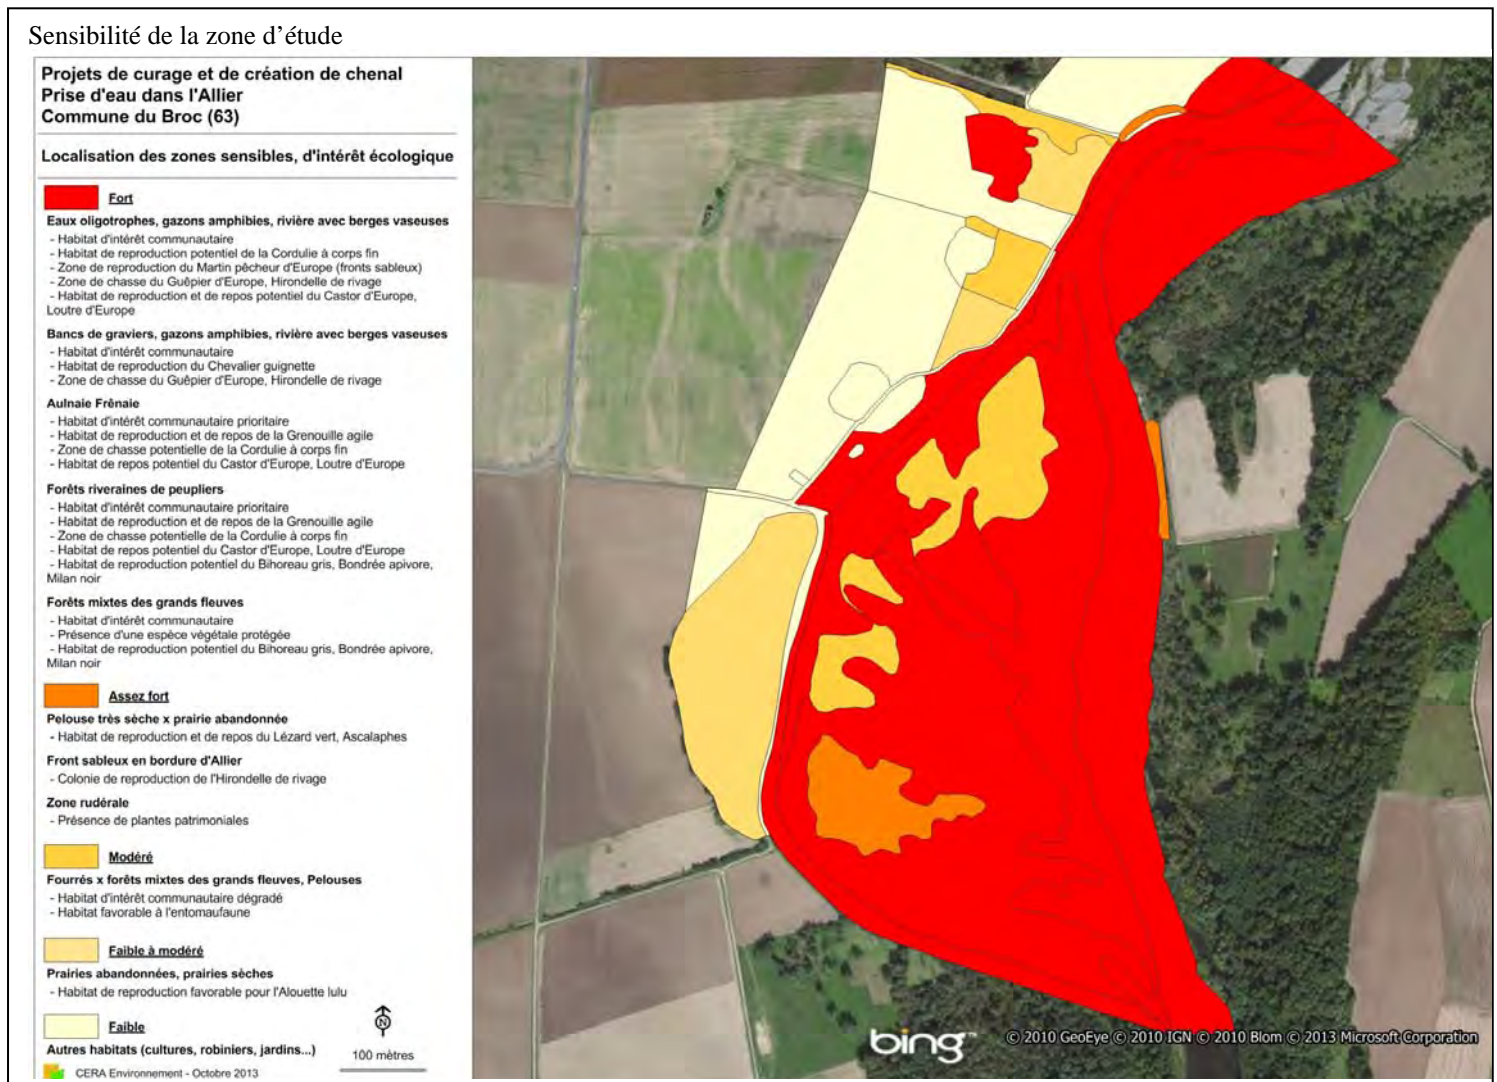 Sensibilité de la zone d'étude
Projets de curage et de création de chenal
Prise d'eau dans l'Allier
Commune du Broc (63)
Localisation des zones sensibles, d'intérêt écologique
Fort
Eaux oligotrophes, gazons amphibies, rivière avec berges vaseuses
- Habitat d'intérêt communautaire
- Habitat de reproduction potentiel de la Cordulie à corps fin
- Zone de reproduction du Martin pêcheur d'Europe (fronts sableux)
- Zone de chasse du Guêpier d'Europe, Hirondelle de rivage
- Habitat de reproduction et de repos potentiel du Castor d'Europe,
Loutre d'Europe
Bancs de graviers, gazons amphibies, rivière avec berges vaseuses
- Habitat d'intérêt communautaire
- Habitat de reproduction du Chevalier guignette
- Zone de chasse du Guêpier d'Europe, Hirondelle de rivage
Aulnaie Frênaie
- Habitat d'intérêt communautaire prioritaire
- Habitat de reproduction et de repos de la Grenouille agile
- Zone de chasse potentielle de la Cordulie à corps fin
- Habitat de repos potentiel du Castor d'Europe, Loutre d'Europe
Forêts riveraines de peupliers
- Habitat d'intérêt communautaire prioritaire
- Habitat de reproduction et de repos de la Grenouille agile
- Zone de chasse potentielle de la Cordulie à corps fin
- Habitat de repos potentiel du Castor d'Europe, Loutre d'Europe
- Habitat de reproduction potentiel du Bihoreau gris, Bondrée apivore,
Milan noir
Forêts mixtes des grands fleuves
- Habitat d'intérêt communautaire
- Présence d'une espèce végétale protégée
- Habitat de reproduction potentiel du Bihoreau gris, Bondrée apivore,
Milan noir
Assez fort
Pelouse très sèche x prairie abandonnée
- Habitat de reproduction et de repos du Lézard vert, Ascalaphes
Front sableux en bordure d'Allier
- Colonie de reproduction de l'Hirondelle de rivage
Zone rudérale
- Présence de plantes patrimoniales
Modéré
Fourrés x forêts mixtes des grands fleuves, Pelouses
- Habitat d'intérêt communautaire dégradé
- Habitat favorable à l'entomaufaune
Faible à modéré
Prairies abandonnées, prairies sèches
- Habitat de reproduction favorable pour l'Alouette lulu
Faible
Autres habitats (cultures, robiniers, jardins...)
CERA Environnement - Octobre 2013
N
100 mètres
bing™
© 2010 GeoEye © 2010 IGN © 2010 Blom © 2013 Microsoft Corporation